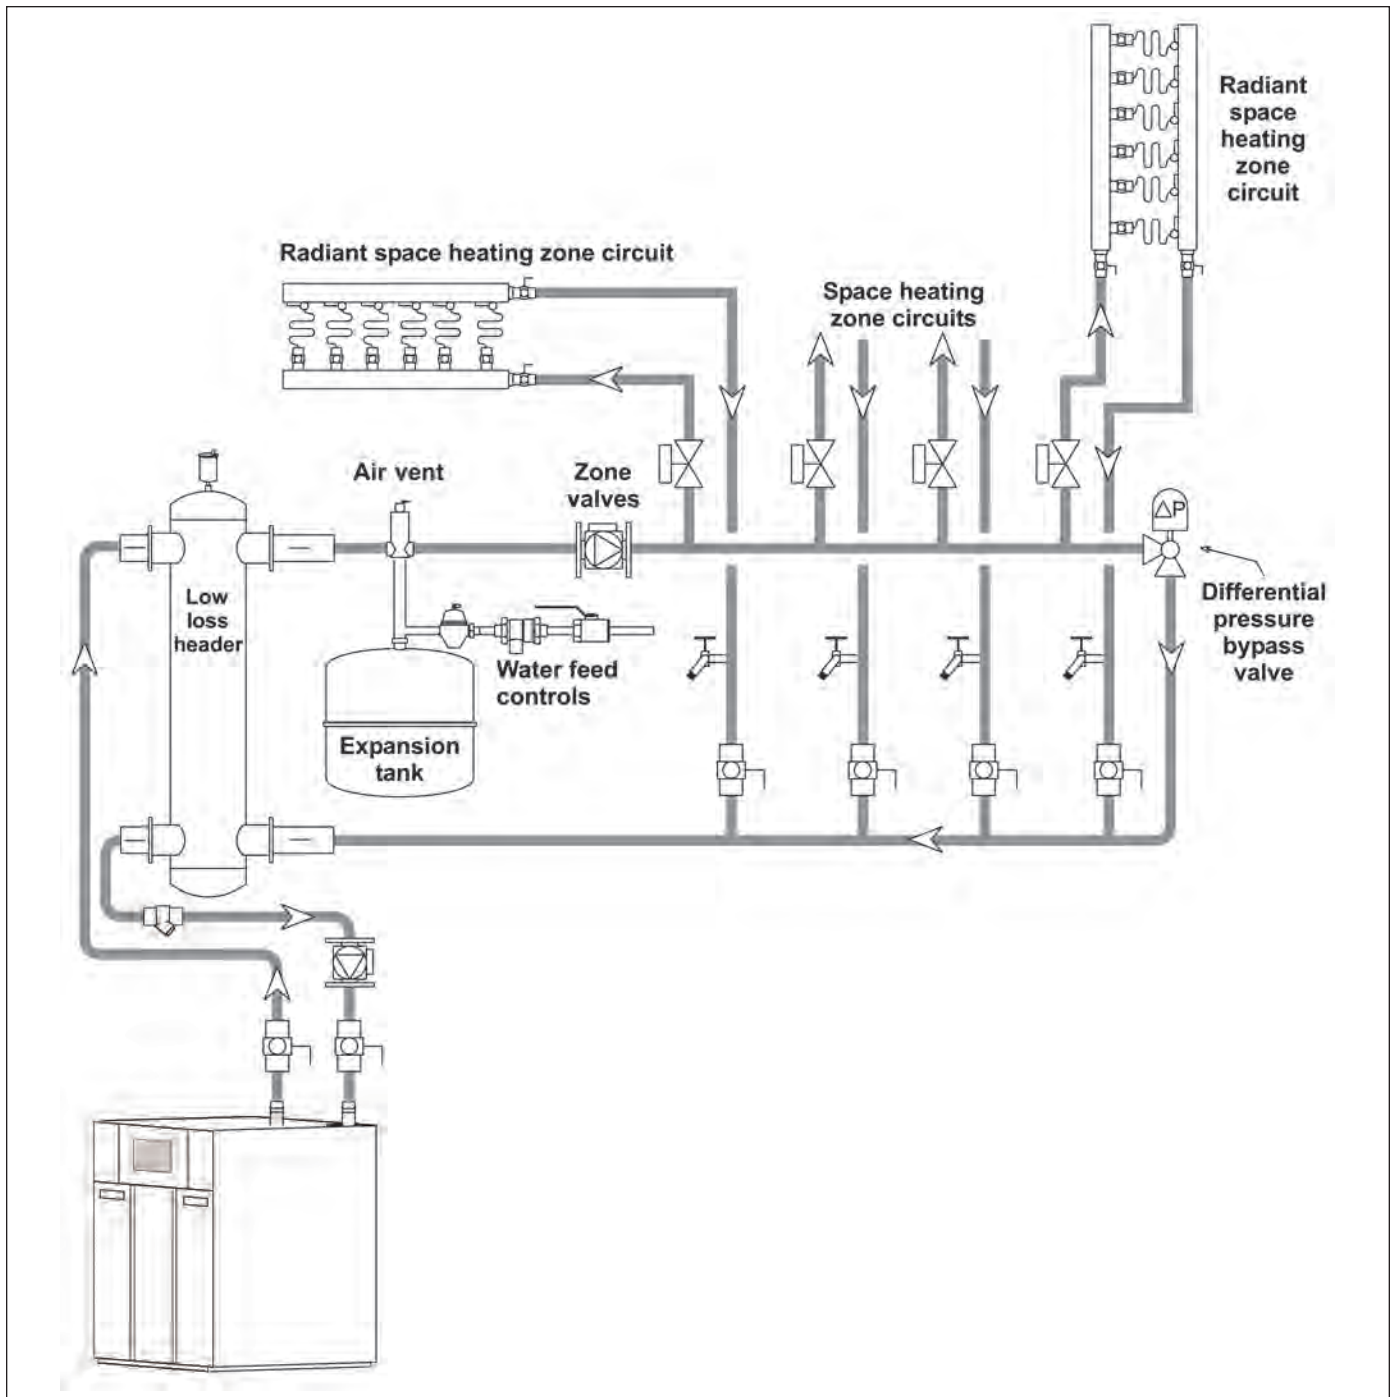 Radiant
space
heating
zone
circuit
Radiant space heating zone circuit
Space heating
zone circuits
Air vent
Zone
valves
ΔP
Low
loss
header
Differential
pressure
bypass
valve
Water feed
controls
Expansion
tank